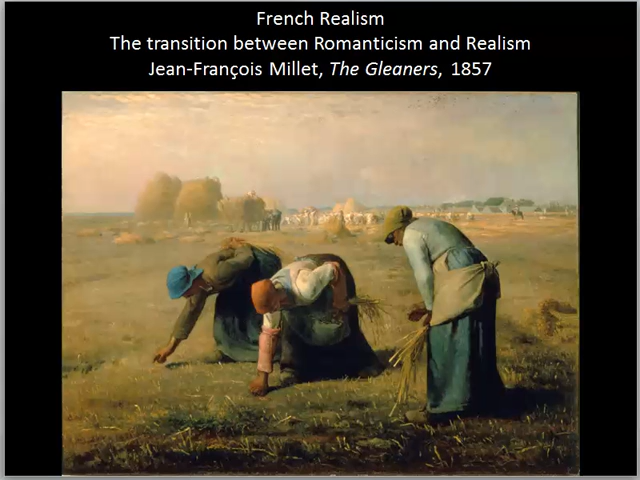 French Realism
The transition between Romanticism and Realism
Jean-François Millet, The Gleaners, 1857